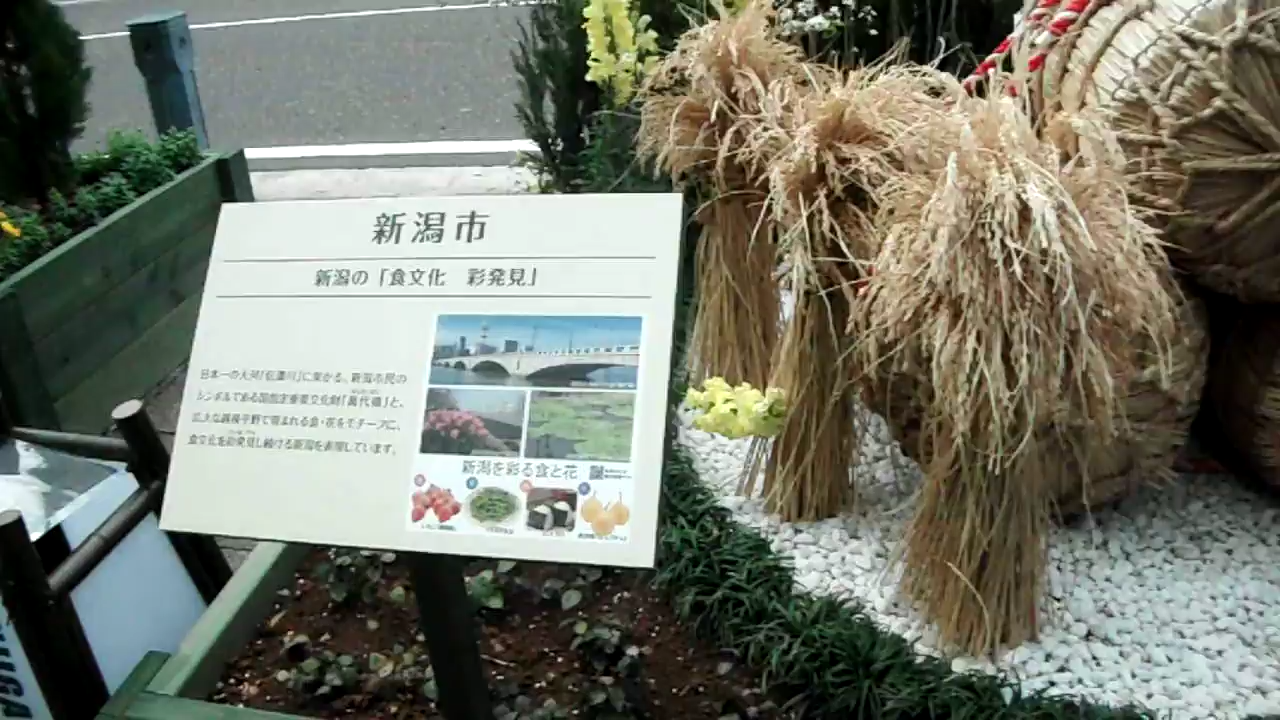 新潟市
新潟の「食文化　彩発見」
日本一の大河「信濃川」に架かる、新潟市民の
シンボルである国指定重要文化財「萬代橋」と、
広大な越後平野で育まれる食・花をモチーフに、
食文化を彩発見し続ける新潟を表現しています。
新潟を彩る食と花